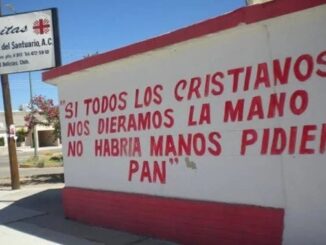 itas
del Santuario, A.C.
"SI TODOS LOS CRISTIANOS
NOS DIERAMOS LA MANO
NO HABRIA MANOS PIDIEN
PAN"